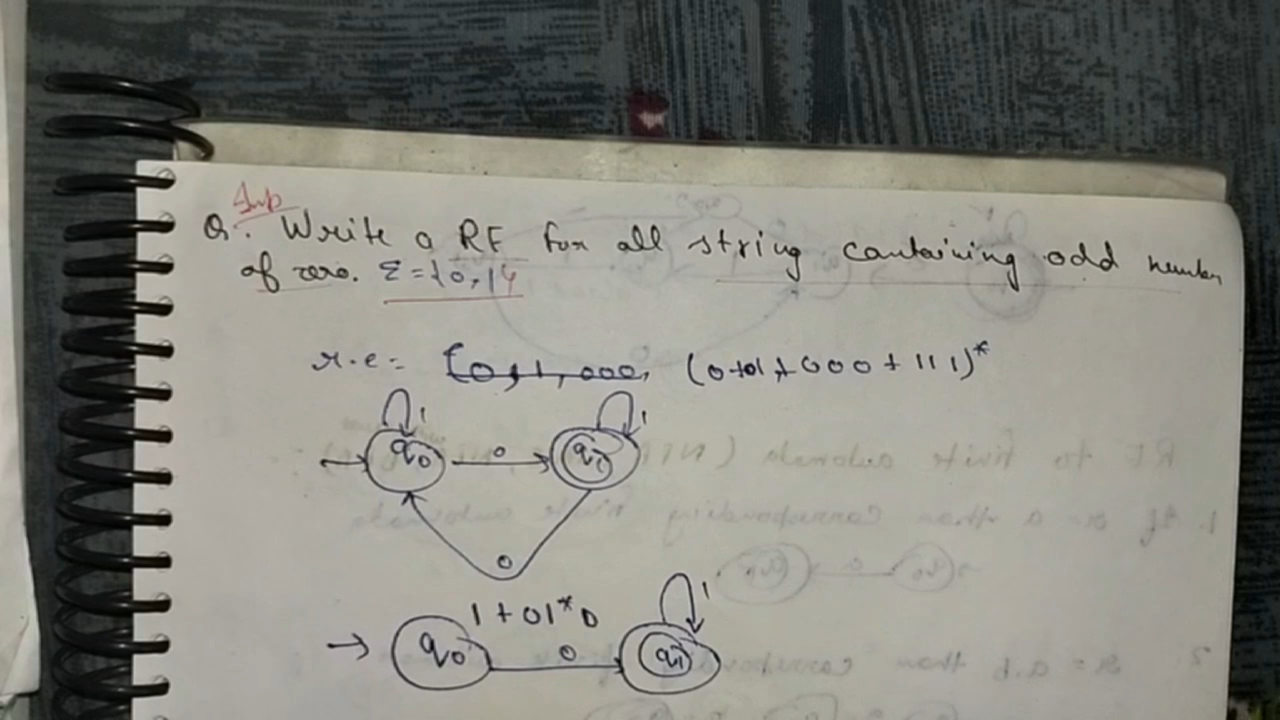 Imp
Q. Write a RE for all string containing odd number
of zero. Σ = {0,1}
r.e = {0,1,000, (0+01+000+111)*
1 1
q0 0 q1
0
1+01*0 1
q0 0 q1